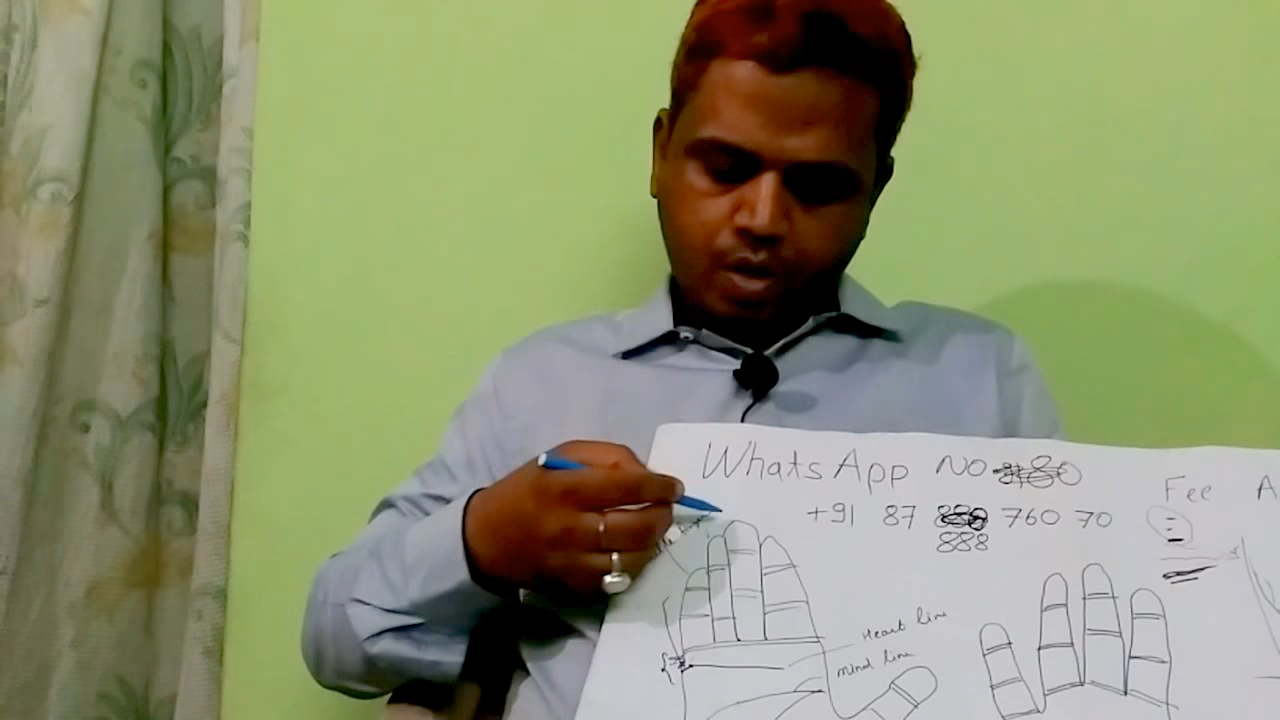 WhatsApp NO
+91 87 760 70
888
Fee A
Heart line
mind line